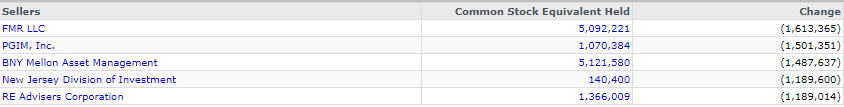 Sellers Common Stock Equivalent Held Change
FMR LLC 5,092,221 (1,613,365)
PGIM, Inc. 1,070,384 (1,501,351)
BNY Mellon Asset Management 5,121,580 (1,487,637)
New Jersey Division of Investment 140,400 (1,189,600)
RE Advisers Corporation 1,366,009 (1,189,014)